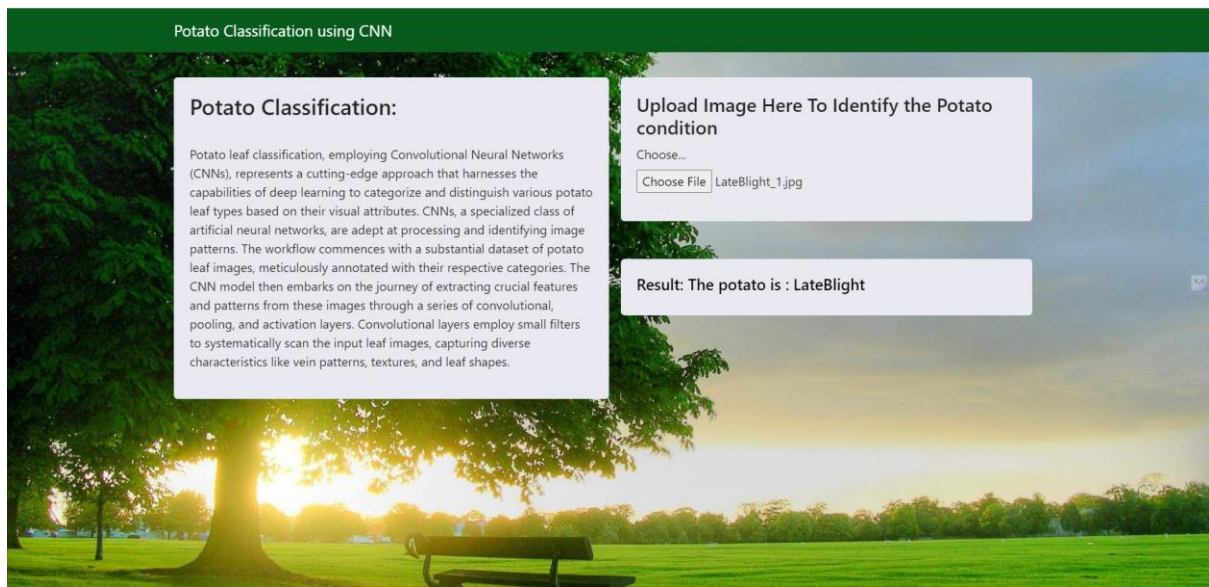 Potato Classification using CNN
Potato Classification:
Potato leaf classification, employing Convolutional Neural Networks
(CNNs), represents a cutting-edge approach that harnesses the
capabilities of deep learning to categorize and distinguish various potato
leaf types based on their visual attributes. CNNs, a specialized class of
artificial neural networks, are adept at processing and identifying image
patterns. The workflow commences with a substantial dataset of potato
leaf images, meticulously annotated with their respective categories. The
CNN model then embarks on the journey of extracting crucial features
and patterns from these images through a series of convolutional,
pooling, and activation layers. Convolutional layers employ small filters
to systematically scan the input leaf images, capturing diverse
characteristics like vein patterns, textures, and leaf shapes.
Upload Image Here To Identify the Potato
condition
Choose...
Choose File LateBlight_1.jpg
Result: The potato is : LateBlight